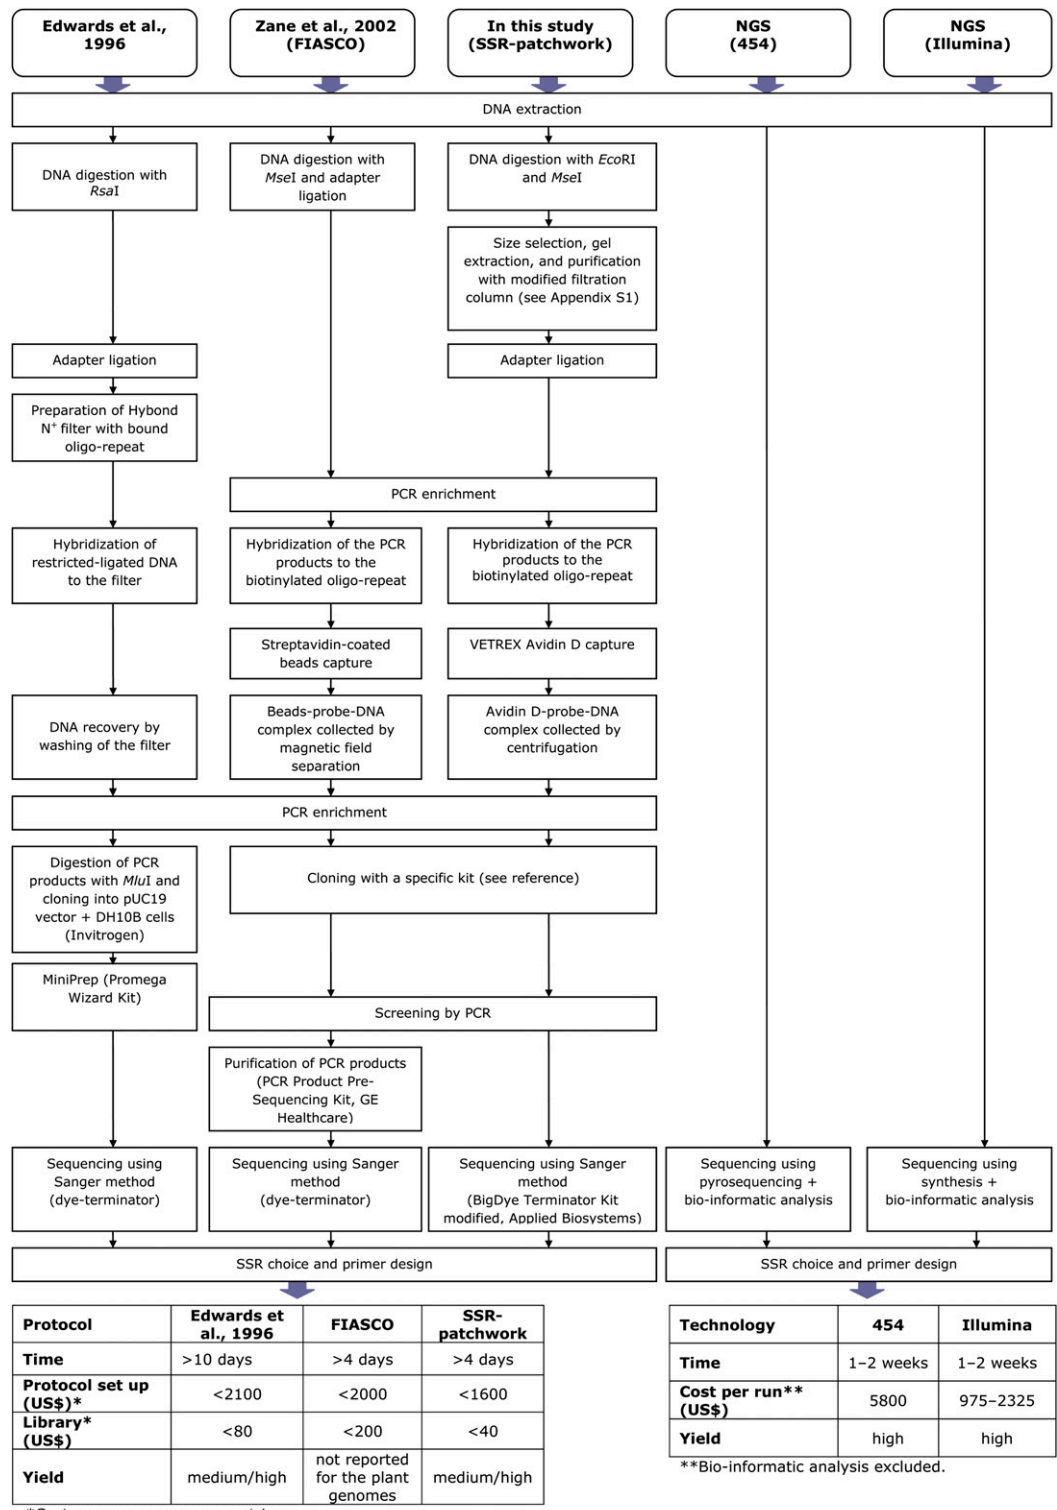 Edwards et al.,
1996
Zane et al., 2002
(FIASCO)
In this study
(SSR-patchwork)
NGS
(454)
NGS
(Illumina)
DNA extraction
DNA digestion with
RsaI
DNA digestion with
MseI and adapter
ligation
DNA digestion with EcoRI
and MseI
Size selection, gel
extraction, and purification
with modified filtration
column (see Appendix S1)
Adapter ligation
Adapter ligation
Preparation of Hybond
N+ filter with bound
oligo-repeat
PCR enrichment
Hybridization of
restricted-ligated DNA
to the filter
Hybridization of the PCR
products to the
biotinylated oligo-repeat
Hybridization of the PCR
products to the
biotinylated oligo-repeat
Streptavidin-coated
beads capture
VETREX Avidin D capture
DNA recovery by
washing of the filter
Beads-probe-DNA
complex collected by
magnetic field
separation
Avidin D-probe-DNA
complex collected by
centrifugation
PCR enrichment
Digestion of PCR
products with MluI and
cloning into pUC19
vector + DH10B cells
(Invitrogen)
Cloning with a specific kit (see reference)
MiniPrep (Promega
Wizard Kit)
Screening by PCR
Purification of PCR products
(PCR Product Pre-
Sequencing Kit, GE
Healthcare)
Sequencing using
Sanger method
(dye-terminator)
Sequencing using Sanger
method
(dye-terminator)
Sequencing using Sanger
method
(BigDye Terminator Kit
modified, Applied Biosystems)
Sequencing using
pyrosequencing +
bio-informatic analysis
Sequencing using
synthesis +
bio-informatic analysis
SSR choice and primer design
SSR choice and primer design
Protocol
Edwards et
al., 1996
FIASCO
SSR-
patchwork
Time
>10 days
>4 days
>4 days
Protocol set up
(US$)*
<2100
<2000
<1600
Library*
(US$)
<80
<200
<40
Yield
medium/high
not reported
for the plant
genomes
medium/high
Technology
454
Illumina
Time
1–2 weeks
1–2 weeks
Cost per run**
(US$)
5800
975–2325
Yield
high
high
**Bio-informatic analysis excluded.